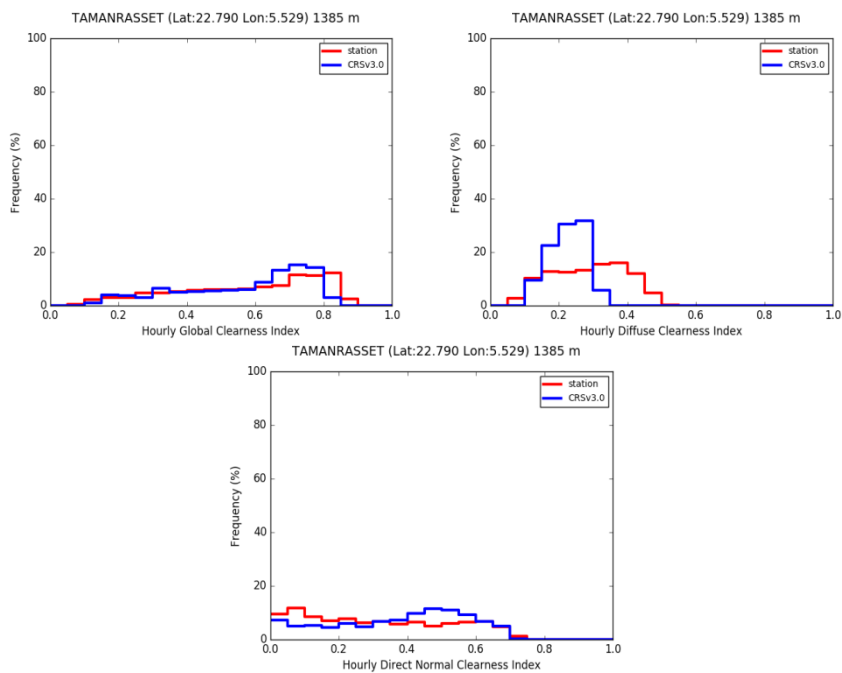 TAMANRASSET (Lat:22.790 Lon:5.529) 1385 m
100
80
60
40
20
0
Frequency (%)
station
CRSv3.0
0.0 0.2 0.4 0.6 0.8 1.0
Hourly Global Clearness Index
TAMANRASSET (Lat:22.790 Lon:5.529) 1385 m
100
80
60
40
20
0
Frequency (%)
station
CRSv3.0
0.0 0.2 0.4 0.6 0.8 1.0
Hourly Diffuse Clearness Index
TAMANRASSET (Lat:22.790 Lon:5.529) 1385 m
100
80
60
40
20
0
Frequency (%)
station
CRSv3.0
0.0 0.2 0.4 0.6 0.8 1.0
Hourly Direct Normal Clearness Index